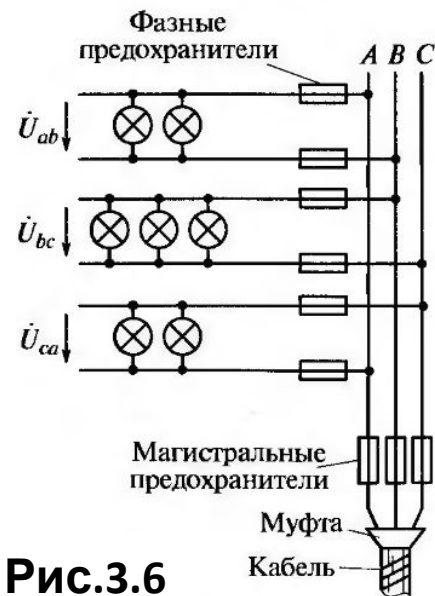 Фазные
предохранители
A B C
U̇ab
U̇bc
U̇ca
Магистральные
предохранители
Муфта
Кабель
Рис.3.6